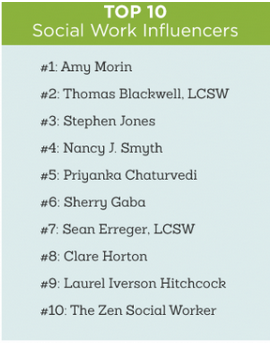 TOP 10
Social Work Influencers
#1: Amy Morin
#2: Thomas Blackwell, LCSW
#3: Stephen Jones
#4: Nancy J. Smyth
#5: Priyanka Chaturvedi
#6: Sherry Gaba
#7: Sean Erreger, LCSW
#8: Clare Horton
#9: Laurel Iverson Hitchcock
#10: The Zen Social Worker